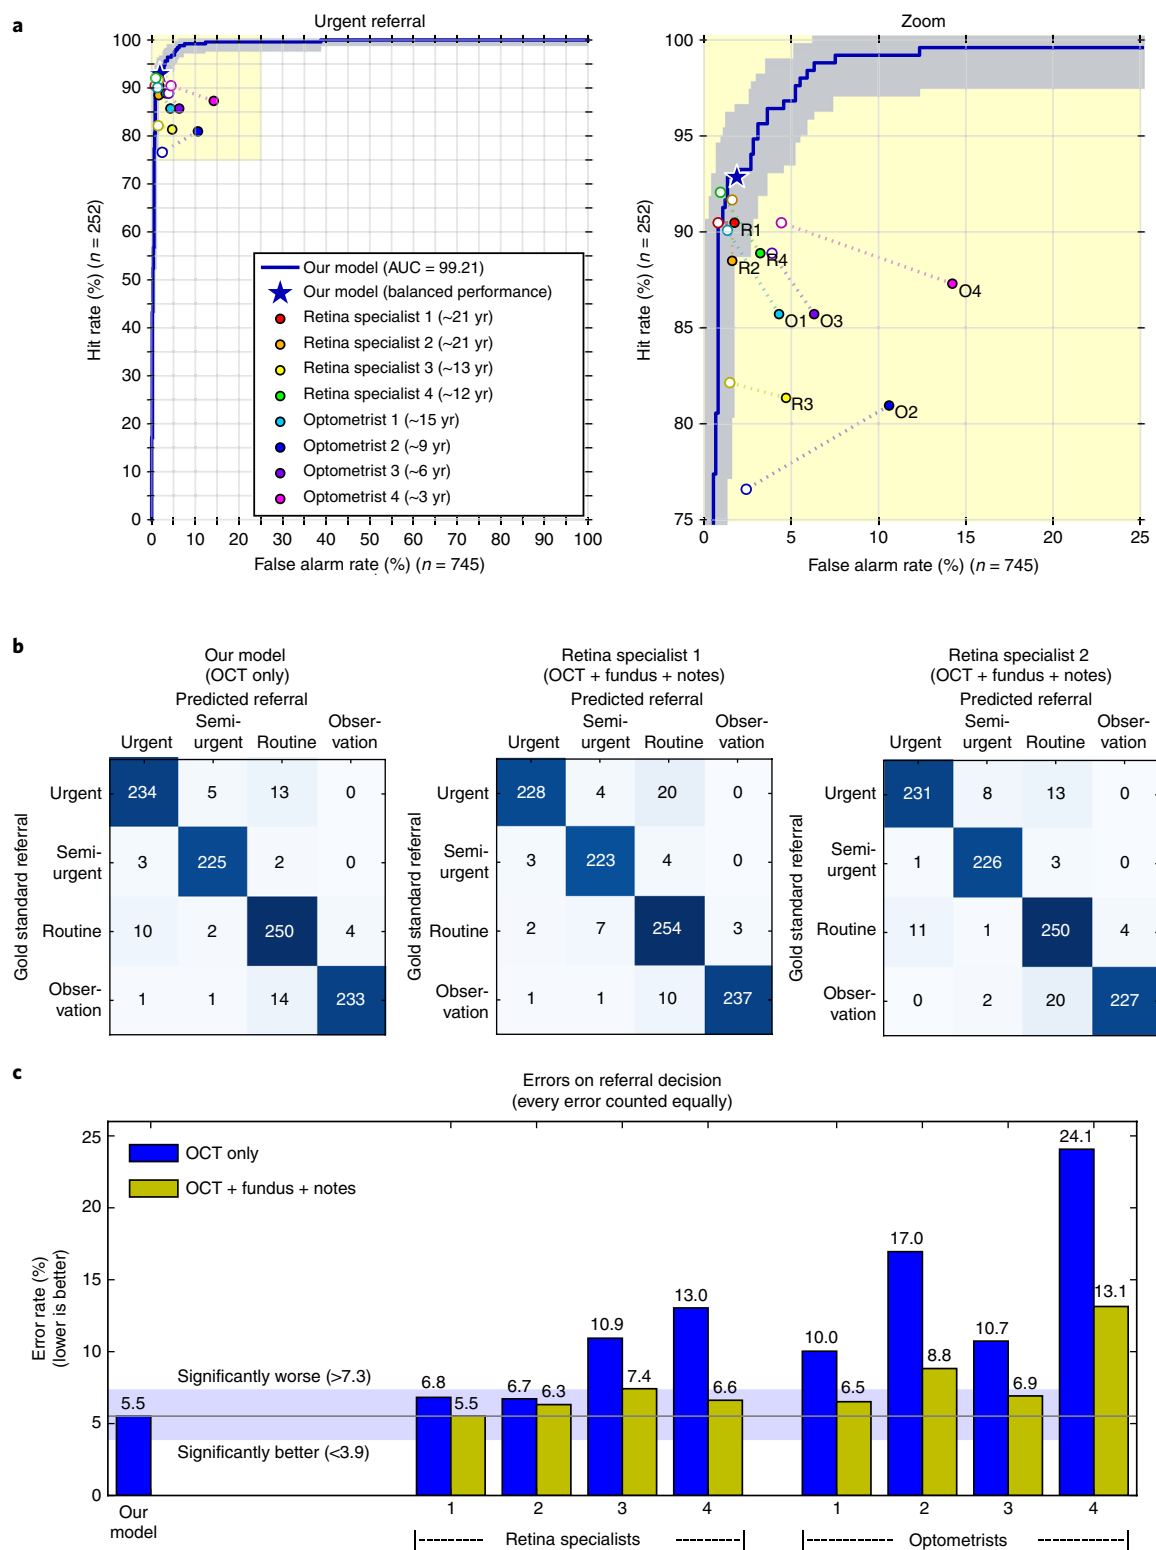 a
Urgent referral
Zoom
100
90
80
70
60
50
40
30
20
10
0
Hit rate (%) (n = 252)
0 10 20 30 40 50 60 70 80 90 100
False alarm rate (%) (n = 745)
Our model (AUC = 99.21)
Our model (balanced performance)
Retina specialist 1 (~21 yr)
Retina specialist 2 (~21 yr)
Retina specialist 3 (~13 yr)
Retina specialist 4 (~12 yr)
Optometrist 1 (~15 yr)
Optometrist 2 (~9 yr)
Optometrist 3 (~6 yr)
Optometrist 4 (~3 yr)
100
95
90
85
80
75
Hit rate (%) (n = 252)
R1
R4
R2
O4
O1 O3
R3
O2
0 5 10 15 20 25
False alarm rate (%) (n = 745)
b
Our model
(OCT only)
Predicted referral
Urgent Semi-urgent Routine Obser-vation
Gold standard referral
Urgent 234 5 13 0
Semi-urgent 3 225 2 0
Routine 10 2 250 4
Obser-vation 1 1 14 233
Retina specialist 1
(OCT + fundus + notes)
Predicted referral
Urgent Semi-urgent Routine Obser-vation
Gold standard referral
Urgent 228 4 20 0
Semi-urgent 3 223 4 0
Routine 2 7 254 3
Obser-vation 1 1 10 237
Retina specialist 2
(OCT + fundus + notes)
Predicted referral
Urgent Semi-urgent Routine Obser-vation
Gold standard referral
Urgent 231 8 13 0
Semi-urgent 1 226 3 0
Routine 11 1 250 4
Obser-vation 0 2 20 227
c
Errors on referral decision
(every error counted equally)
OCT only
OCT + fundus + notes
Error rate (%)
(lower is better)
25
20
15
10
5
0
Significantly worse (>7.3)
Significantly better (<3.9)
5.5
6.8 5.5
6.7 6.3
10.9 7.4
13.0 6.6
10.0 6.5
17.0 8.8
10.7 6.9
24.1 13.1
Our
model
1 2 3 4
Retina specialists
1 2 3 4
Optometrists